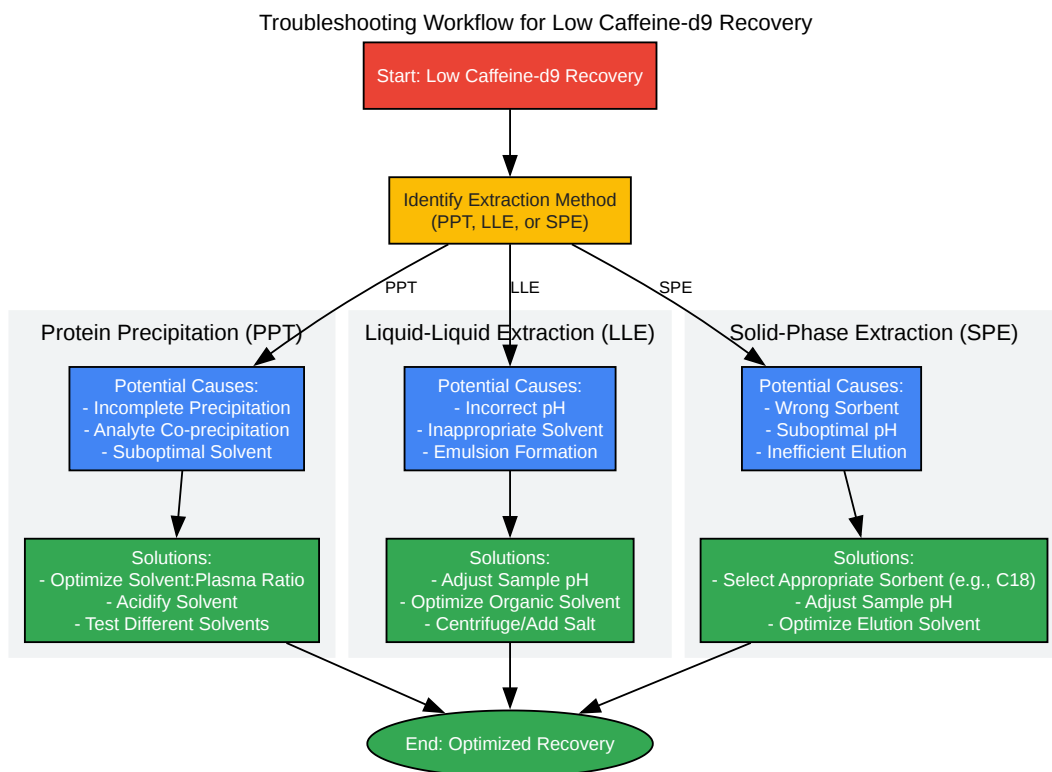 Troubleshooting Workflow for Low Caffeine-d9 Recovery
Start: Low Caffeine-d9 Recovery
Identify Extraction Method
(PPT, LLE, or SPE)
PPT
LLE
SPE
Protein Precipitation (PPT)
Potential Causes:
- Incomplete Precipitation
- Analyte Co-precipitation
- Suboptimal Solvent
Solutions:
- Optimize Solvent:Plasma Ratio
- Acidify Solvent
- Test Different Solvents
Liquid-Liquid Extraction (LLE)
Potential Causes:
- Incorrect pH
- Inappropriate Solvent
- Emulsion Formation
Solutions:
- Adjust Sample pH
- Optimize Organic Solvent
- Centrifuge/Add Salt
Solid-Phase Extraction (SPE)
Potential Causes:
- Wrong Sorbent
- Suboptimal pH
- Inefficient Elution
Solutions:
- Select Appropriate Sorbent (e.g., C18)
- Adjust Sample pH
- Optimize Elution Solvent
End: Optimized Recovery